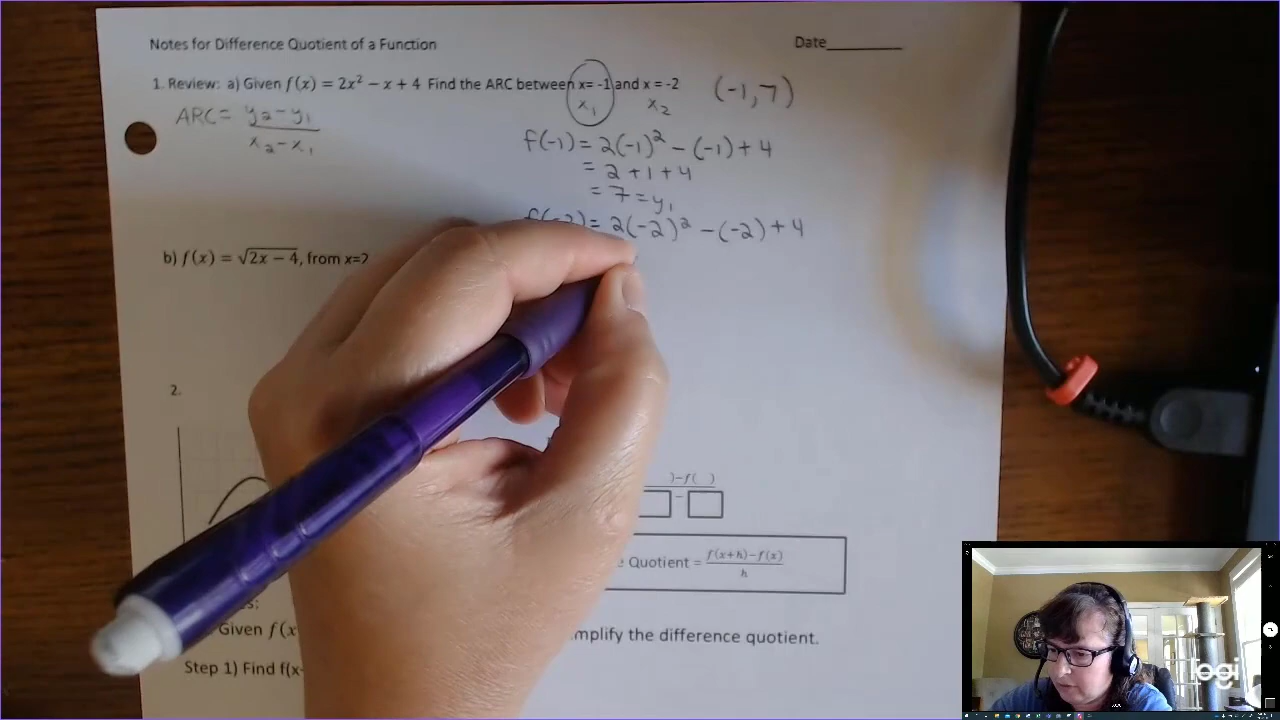 Notes for Difference Quotient of a Function Date________
1. Review: a) Given f(x) = 2x² − x + 4 Find the ARC between x= -1 and x = -2 (-1,7)
x₁ x₂
ARC= y₂-y₁
x₂-x₁
f(-1) = 2(-1)² - (-1) + 4
= 2 + 1 + 4
= 7 = y₁
f(-2) = 2(-2)² - (-2) + 4
b) f(x) = √2x − 4, from x=2
2.
)−f( )
−
Quotient = f(x+h)−f(x)
h
Given f(x
mplify the difference quotient.
Step 1) Find f(x
logi